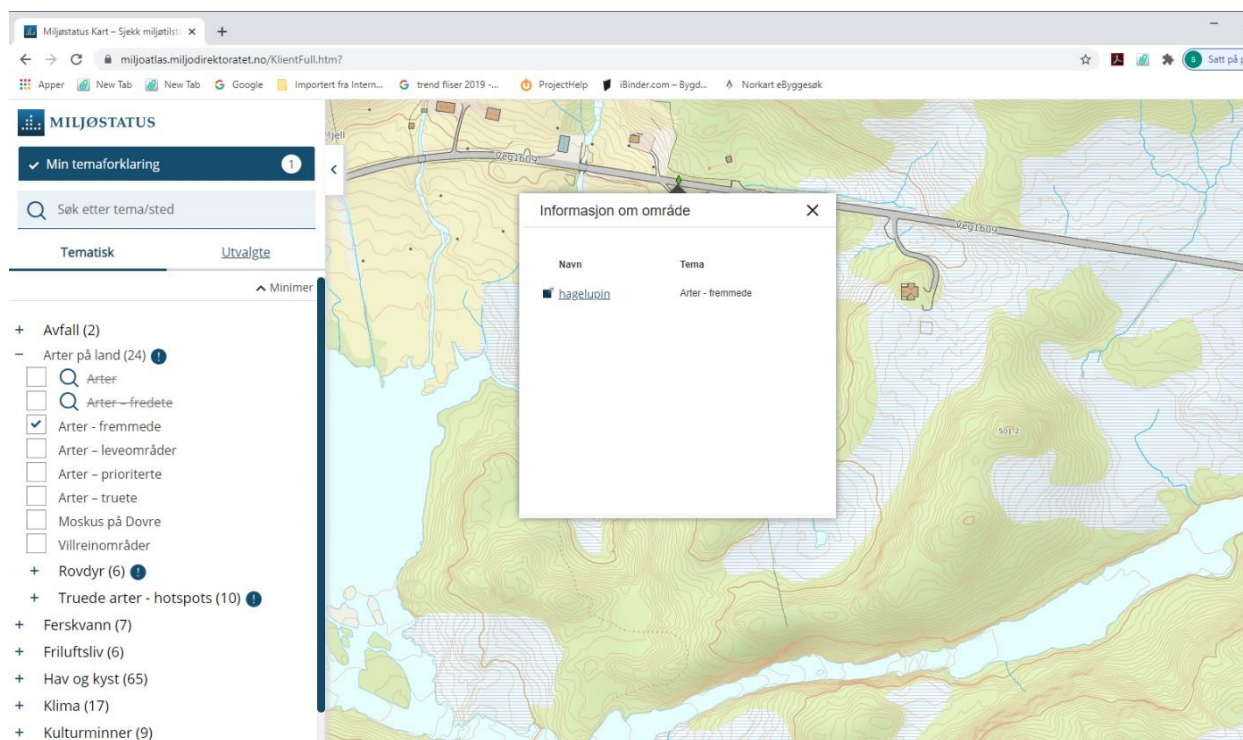 Miljøstatus Kart – Sjekk miljøtilst
miljoatlas.miljodirektoratet.no/KlientFull.htm?
Satt på p
Apper New Tab New Tab Google Importert fra Intern... trend fliser 2019 -... ProjectHelp iBinder.com – Bygd... Norkart eByggesøk
MILJØSTATUS
Min temaforklaring 1
Søk etter tema/sted
Tematisk Utvalgte
Minimer
Avfall (2)
Arter på land (24)
Arter
Arter – fredete
Arter - fremmede
Arter – leveområder
Arter – prioriterte
Arter – truete
Moskus på Dovre
Villreinområder
Rovdyr (6)
Truede arter - hotspots (10)
Ferskvann (7)
Friluftsliv (6)
Hav og kyst (65)
Klima (17)
Kulturminner (9)
Veg1609
Veg1609
Informasjon om område
Navn Tema
hagelupin Arter - fremmede